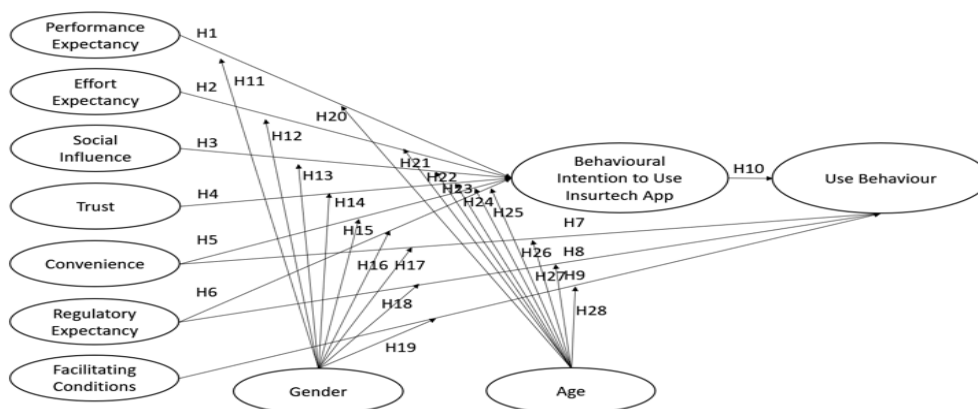 Performance
Expectancy
H1
H11
Effort
Expectancy
H2
H12
H20
Social
Influence
H3
H13
H21
H22
Behavioural
Intention to Use
Insurtech App
H10
Use Behaviour
Trust
H4
H14
H23
H24
H25
H7
Convenience
H5
H15
H16
H17
H26
H8
Regulatory
Expectancy
H6
H18
H27
H9
H28
Facilitating
Conditions
H19
Gender
Age